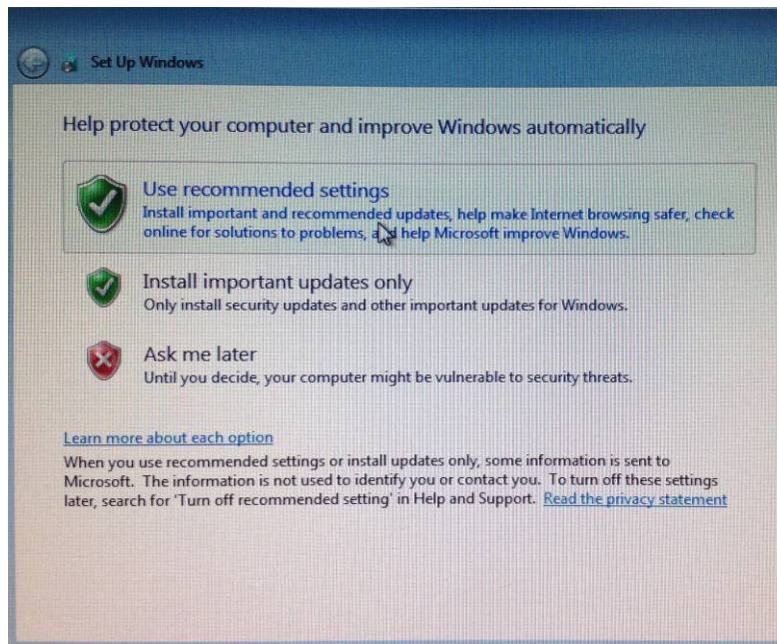 Set Up Windows
Help protect your computer and improve Windows automatically
Use recommended settings
Install important and recommended updates, help make Internet browsing safer, check
online for solutions to problems, and help Microsoft improve Windows.
Install important updates only
Only install security updates and other important updates for Windows.
Ask me later
Until you decide, your computer might be vulnerable to security threats.
Learn more about each option
When you use recommended settings or install updates only, some information is sent to
Microsoft. The information is not used to identify you or contact you. To turn off these settings
later, search for 'Turn off recommended setting' in Help and Support. Read the privacy statement